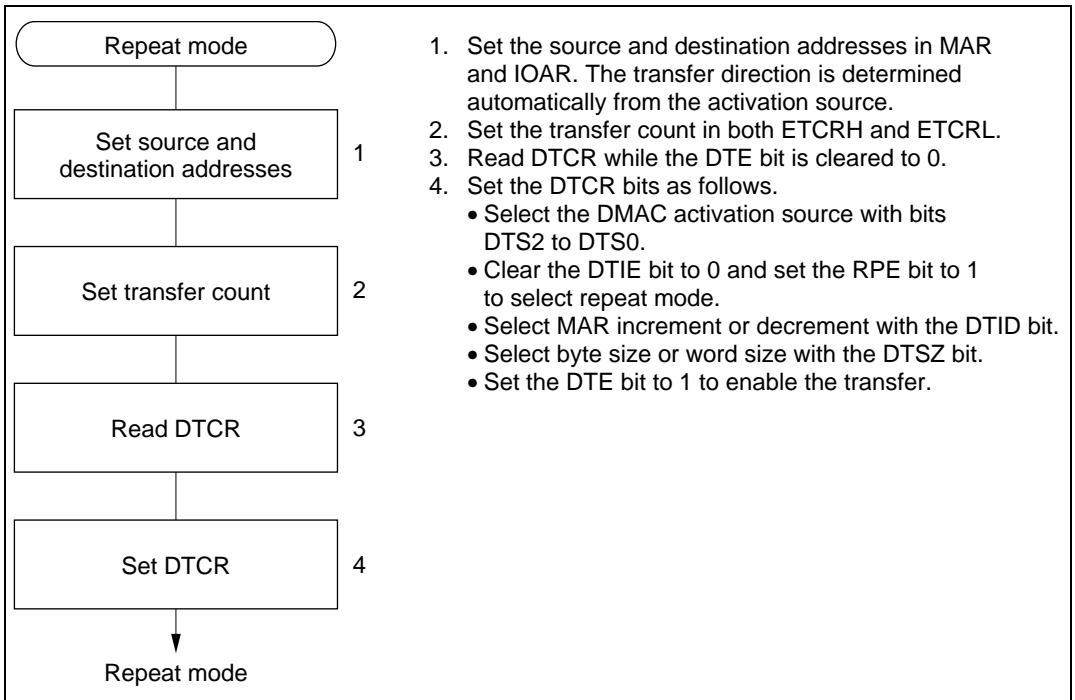 Repeat mode
Set source and
destination addresses
1
Set transfer count
2
Read DTCR
3
Set DTCR
4
Repeat mode
1. Set the source and destination addresses in MAR
and IOAR. The transfer direction is determined
automatically from the activation source.
2. Set the transfer count in both ETCRH and ETCRL.
3. Read DTCR while the DTE bit is cleared to 0.
4. Set the DTCR bits as follows.
• Select the DMAC activation source with bits
DTS2 to DTS0.
• Clear the DTIE bit to 0 and set the RPE bit to 1
to select repeat mode.
• Select MAR increment or decrement with the DTID bit.
• Select byte size or word size with the DTSZ bit.
• Set the DTE bit to 1 to enable the transfer.